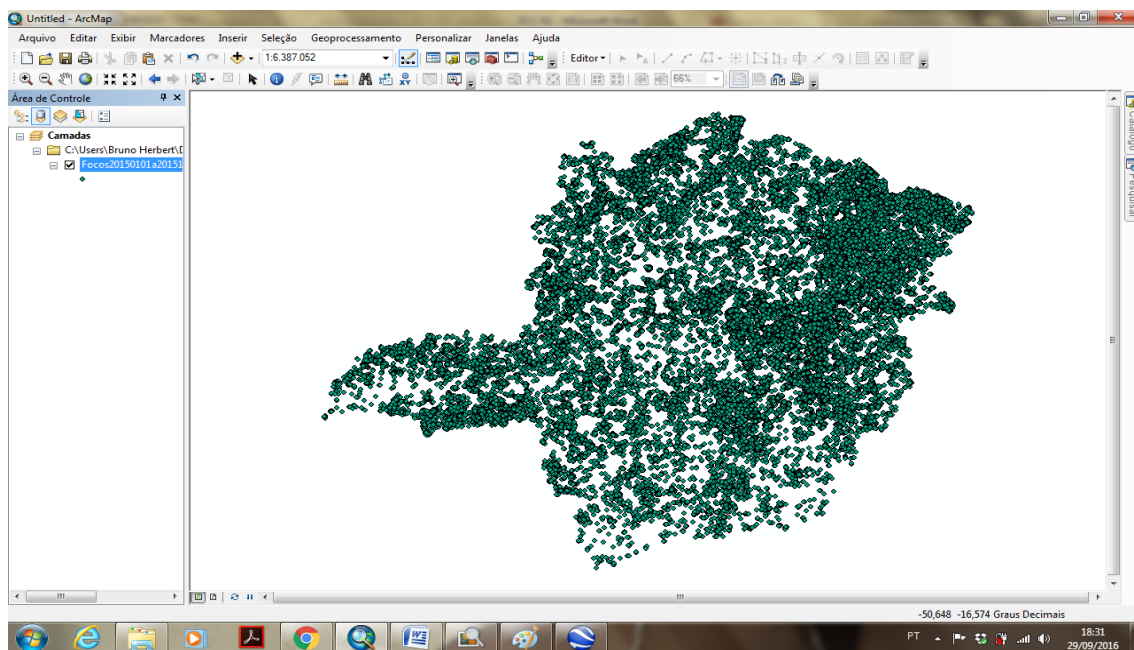 Untitled - ArcMap
Arquivo Editar Exibir Marcadores Inserir Seleção Geoprocessamento Personalizar Janelas Ajuda
1:6.387.052
Editor
66%
Área de Controle
Camadas
C:\Users\Bruno Herbert\D
Focos20150101a20151
Catálogo
Pesquisar
-50,648 -16,574 Graus Decimais
PT
18:31
29/09/2016